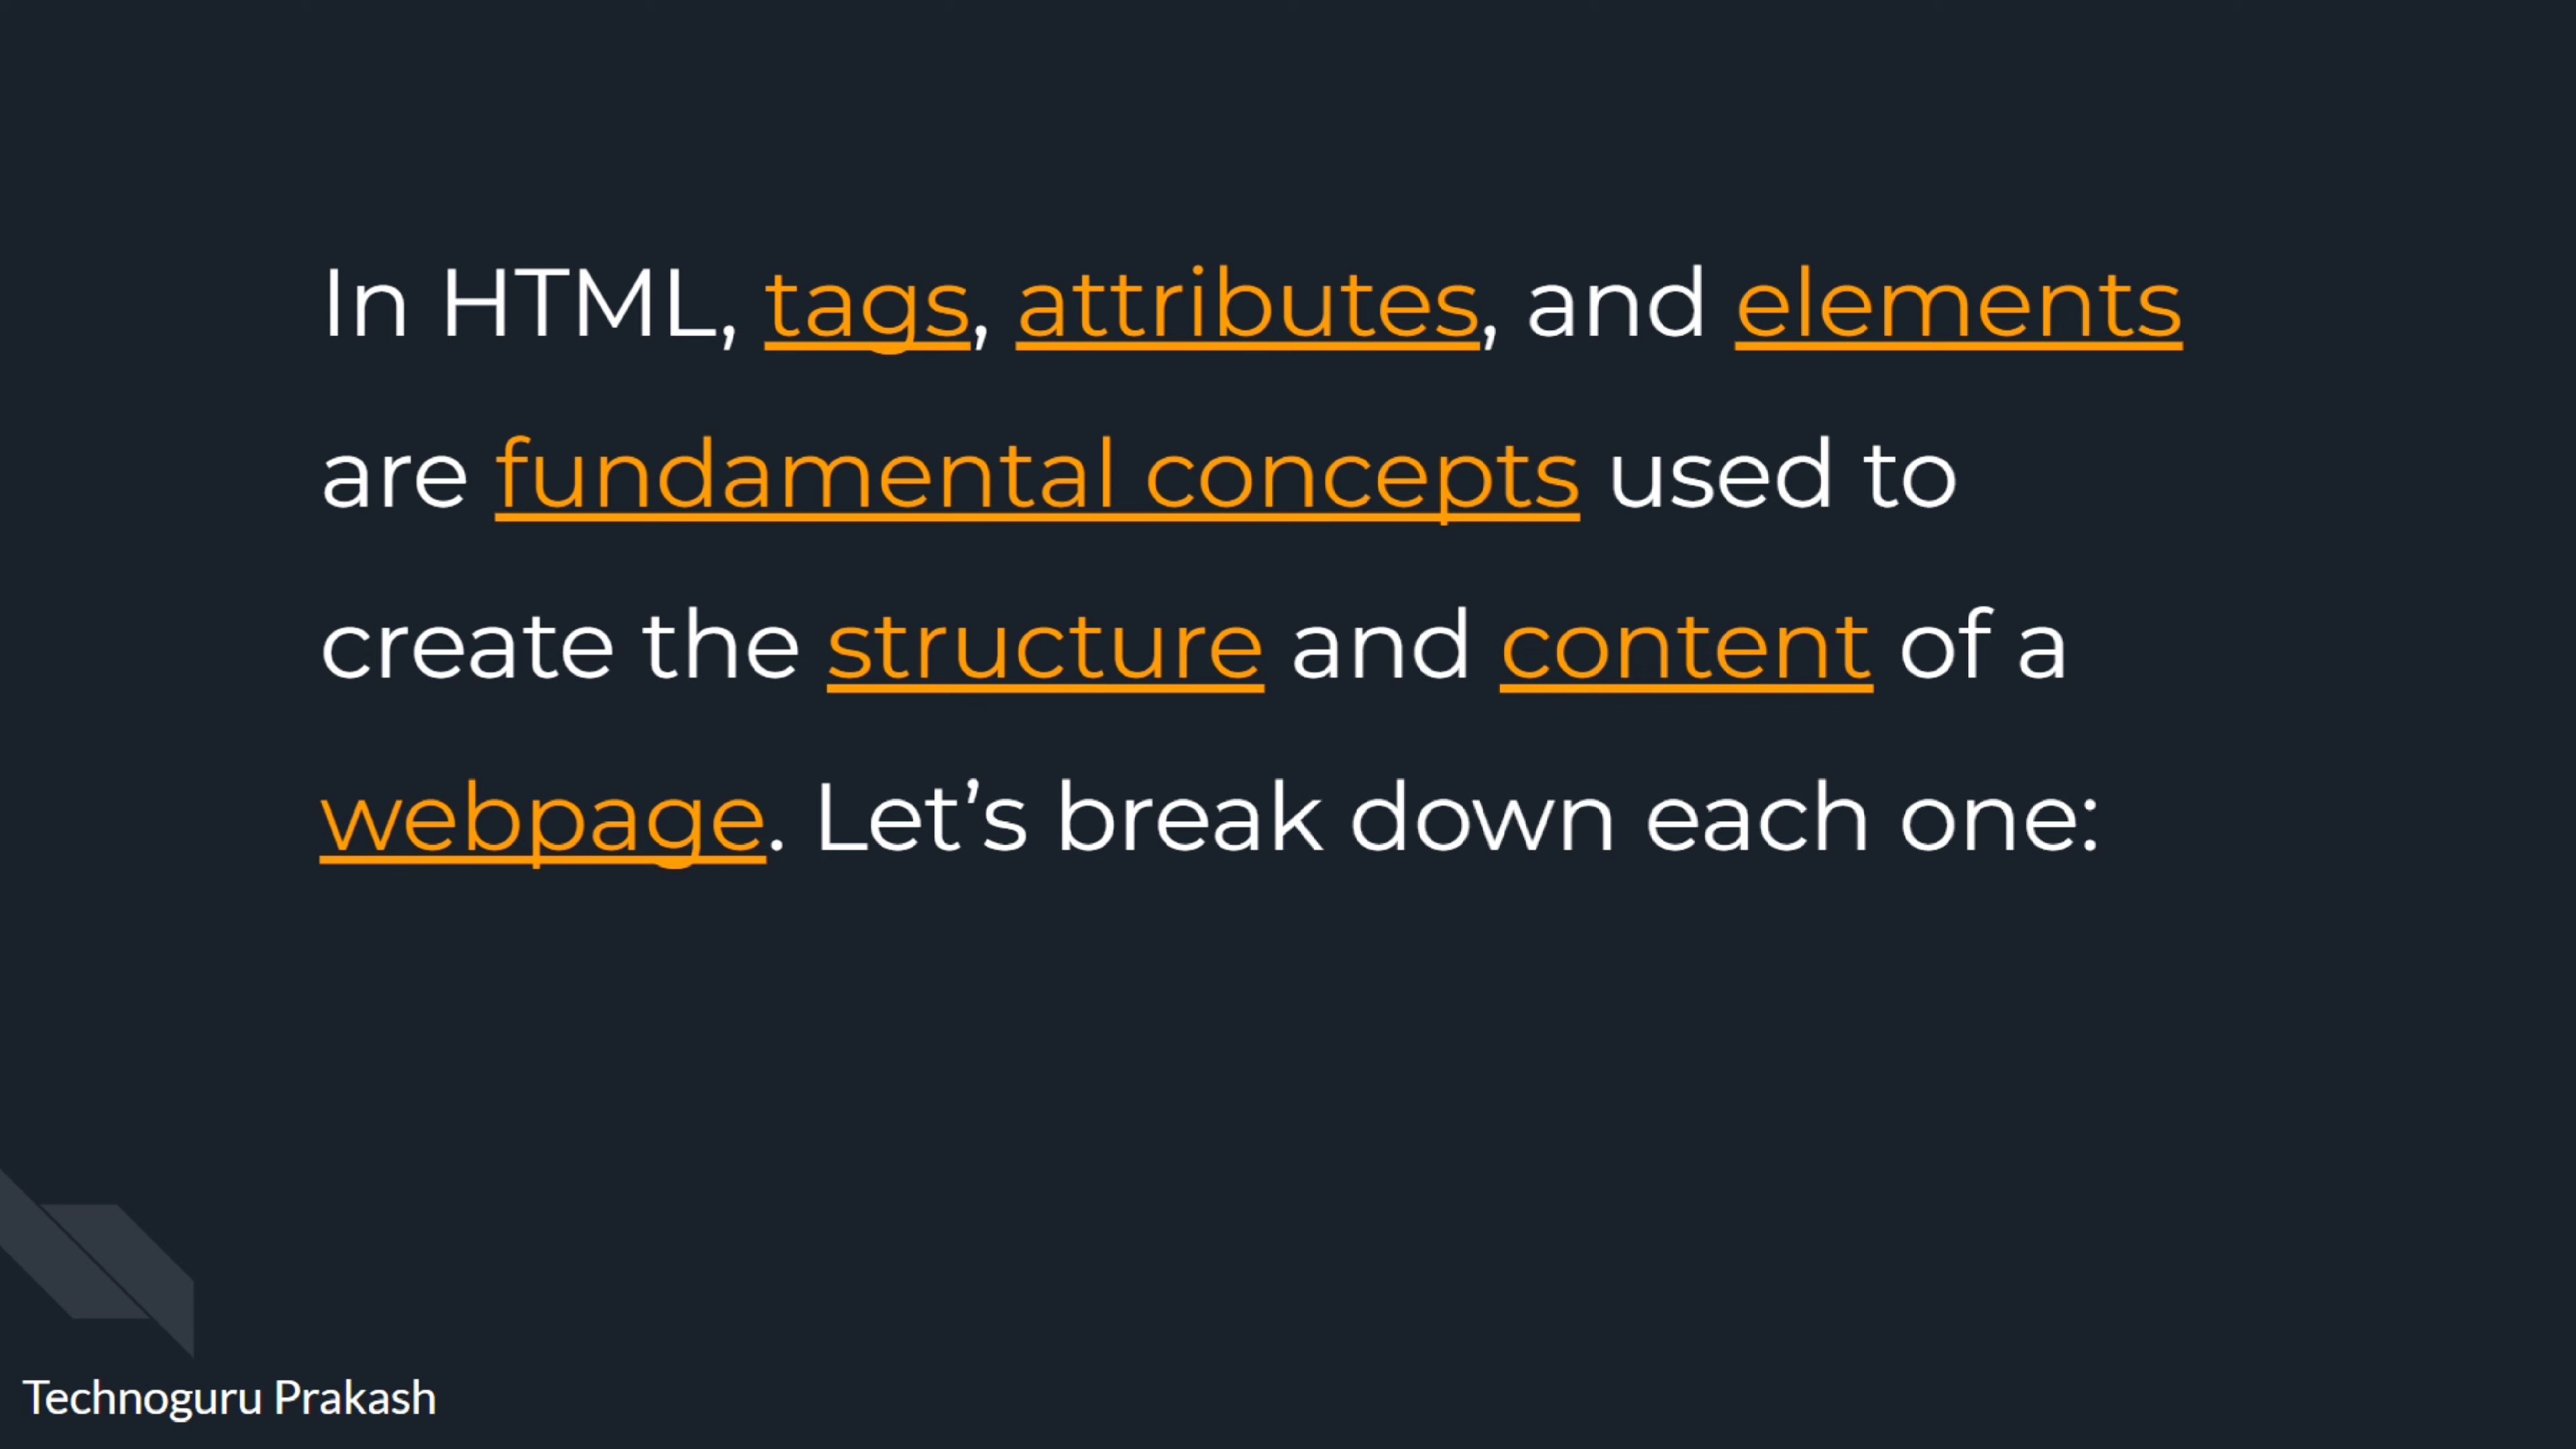 In HTML, tags, attributes, and elements
are fundamental concepts used to
create the structure and content of a
webpage. Let’s break down each one:
Technoguru Prakash